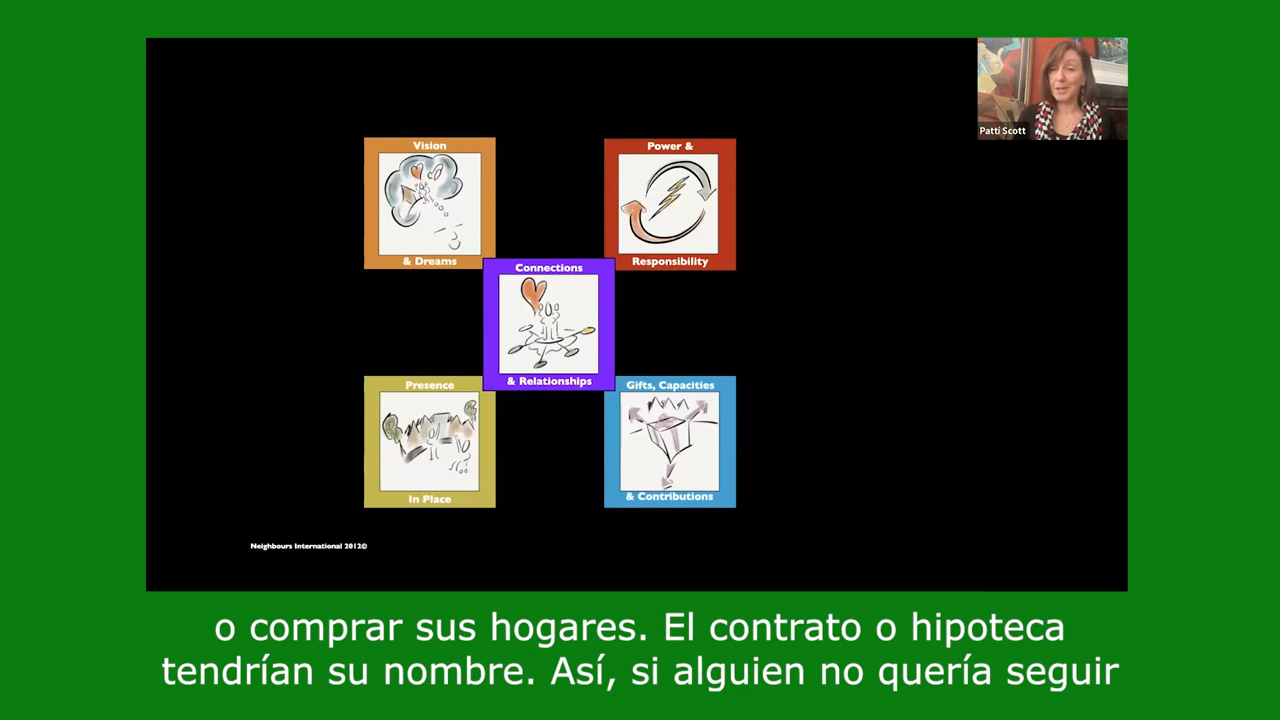 Patti Scott
Vision
& Dreams
Power &
Responsibility
Connections
& Relationships
Presence
In Place
Gifts, Capacities
& Contributions
Neighbours International 2012©
o comprar sus hogares. El contrato o hipoteca
tendrían su nombre. Así, si alguien no quería seguir